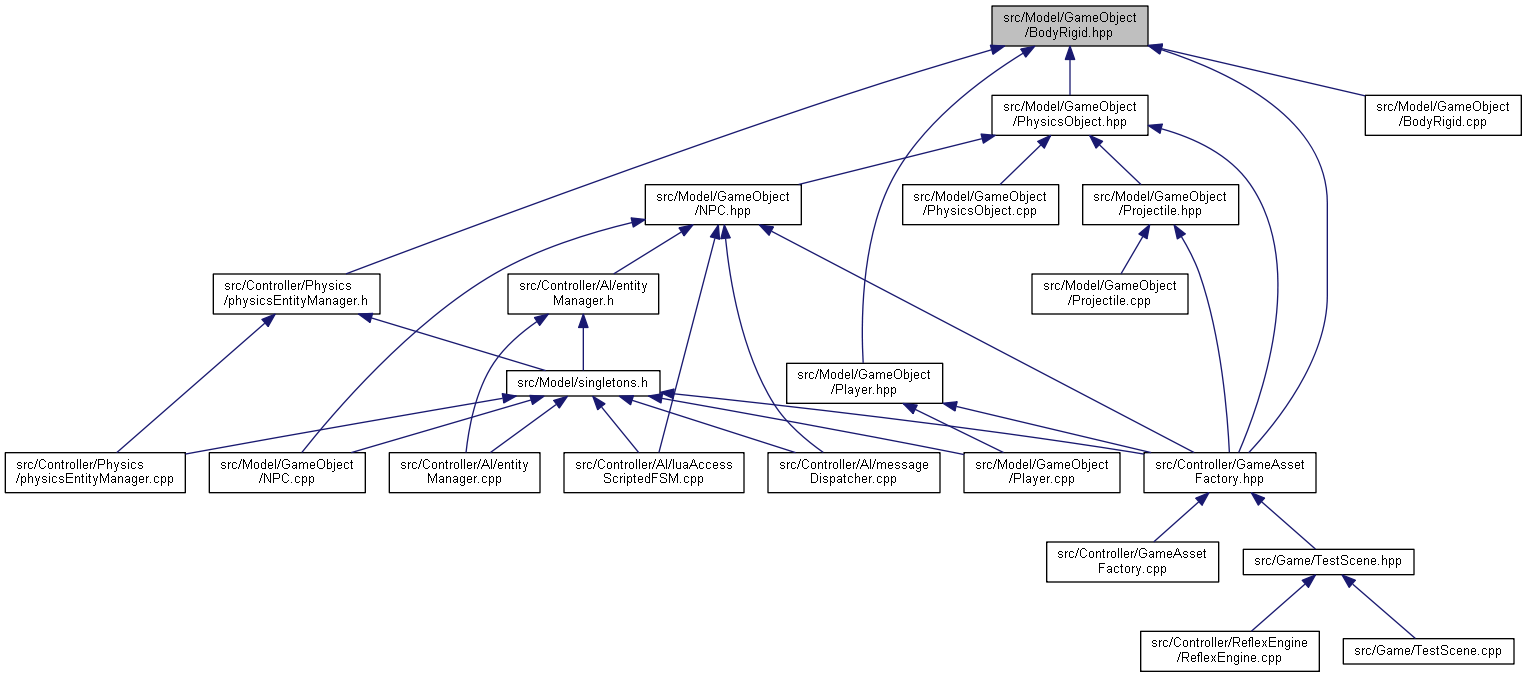 src/Model/GameObject
/BodyRigid.hpp
src/Model/GameObject
/PhysicsObject.hpp
src/Model/GameObject
/BodyRigid.cpp
src/Model/GameObject
/NPC.hpp
src/Model/GameObject
/PhysicsObject.cpp
src/Model/GameObject
/Projectile.hpp
src/Controller/Physics
/physicsEntityManager.h
src/Controller/AI/entity
Manager.h
src/Model/GameObject
/Projectile.cpp
src/Model/singletons.h
src/Model/GameObject
/Player.hpp
src/Controller/Physics
/physicsEntityManager.cpp
src/Model/GameObject
/NPC.cpp
src/Controller/AI/entity
Manager.cpp
src/Controller/AI/luaAccess
ScriptedFSM.cpp
src/Controller/AI/message
Dispatcher.cpp
src/Model/GameObject
/Player.cpp
src/Controller/GameAsset
Factory.hpp
src/Controller/GameAsset
Factory.cpp
src/Game/TestScene.hpp
src/Controller/ReflexEngine
/ReflexEngine.cpp
src/Game/TestScene.cpp